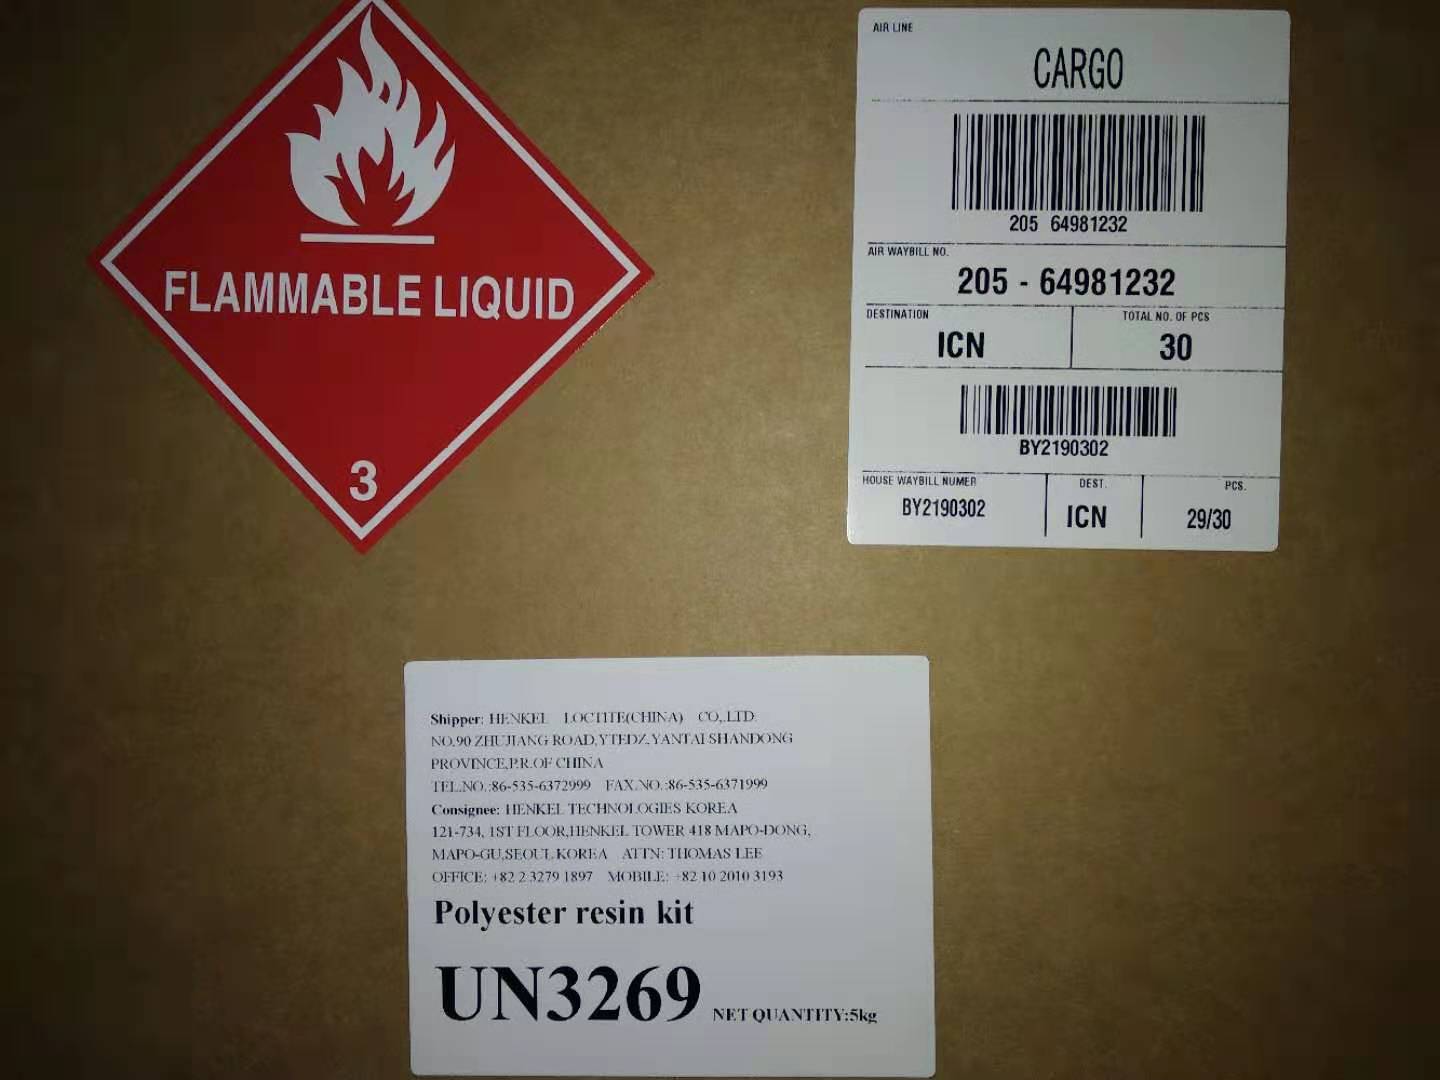 FLAMMABLE LIQUID
3
AIR LINE
CARGO
205 64981232
AIR WAYBILL NO.
205 - 64981232
DESTINATION
TOTAL NO. OF PCS
ICN
30
BY2190302
HOUSE WAYBILL NUMER
DEST.
PCS.
BY2190302
ICN
29/30
Shipper: HENKEL LOCTITE(CHINA) CO,.LTD.
NO.90 ZHUJIANG ROAD,YTEDZ,YANTAI SHANDONG
PROVINCE,P.R.OF CHINA
TEL.NO.:86-535-6372999 FAX.NO.:86-535-6371999
Consignee: HENKEL TECHNOLOGIES KOREA
121-734, 1ST FLOOR,HENKEL TOWER 418 MAPO-DONG,
MAPO-GU,SEOUL KOREA ATTN: THOMAS LEE
OFFICE: +82 2 3279 1897 MOBILE: +82 10 2010 3193
Polyester resin kit
UN3269 NET QUANTITY:5kg